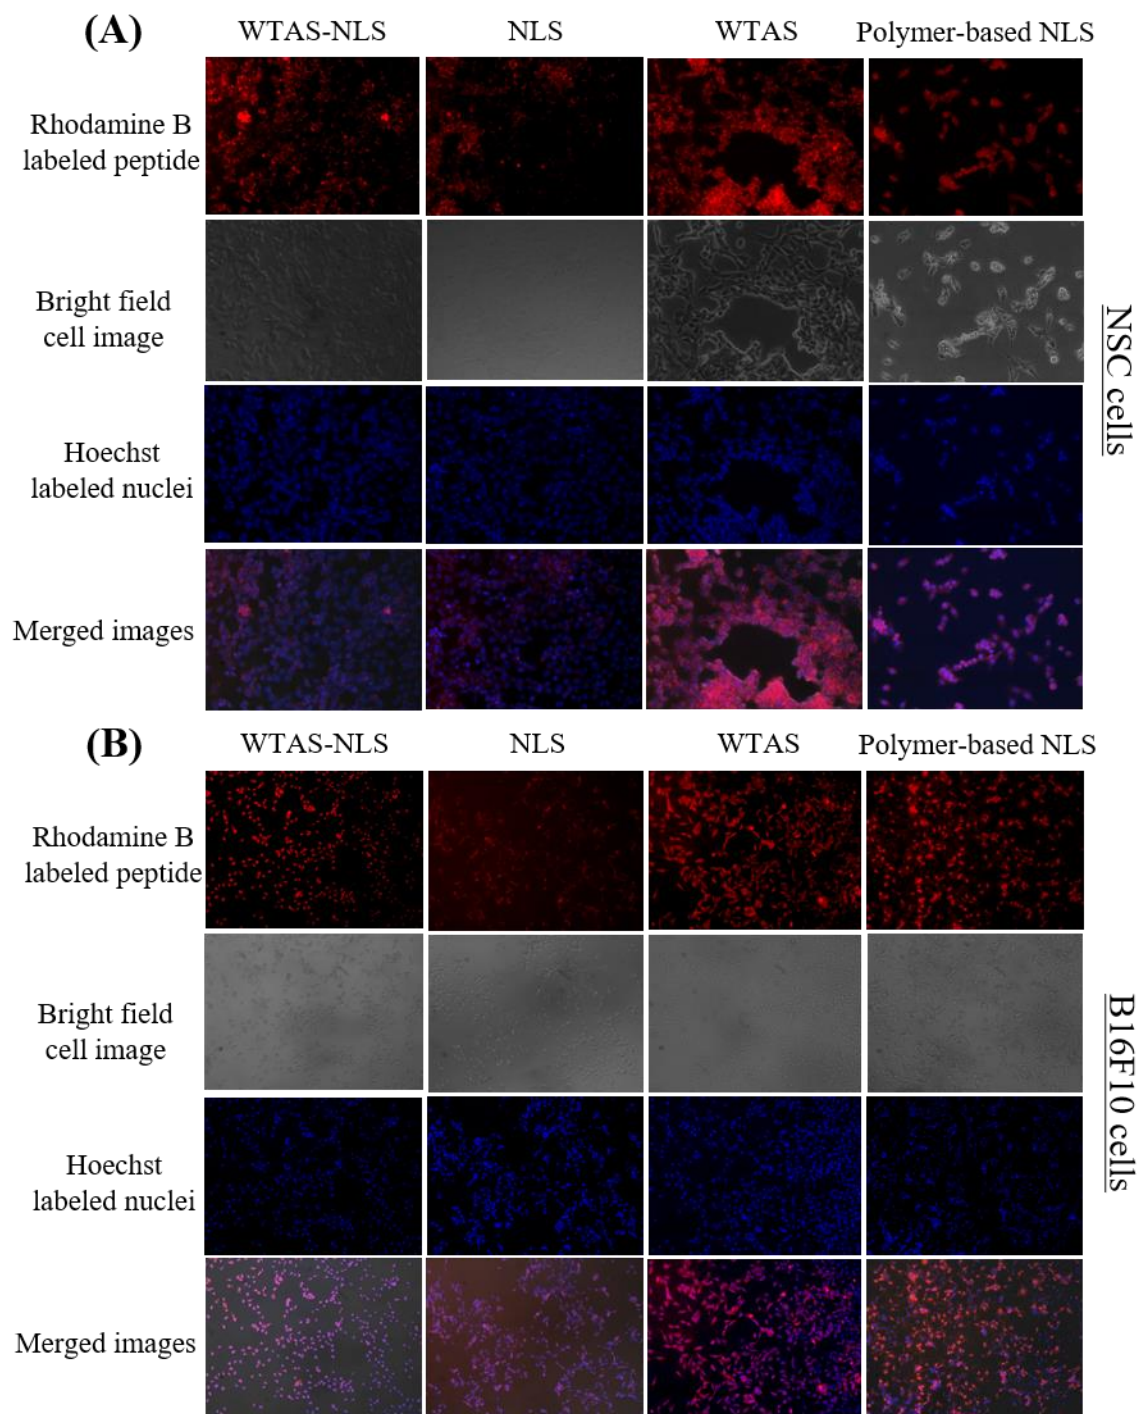 (A)
WTAS-NLS
NLS
WTAS
Polymer-based NLS
Rhodamine B
labeled peptide
Bright field
cell image
Hoechst
labeled nuclei
Merged images
NSC cells
(B)
WTAS-NLS
NLS
WTAS
Polymer-based NLS
Rhodamine B
labeled peptide
Bright field
cell image
Hoechst
labeled nuclei
Merged images
B16F10 cells